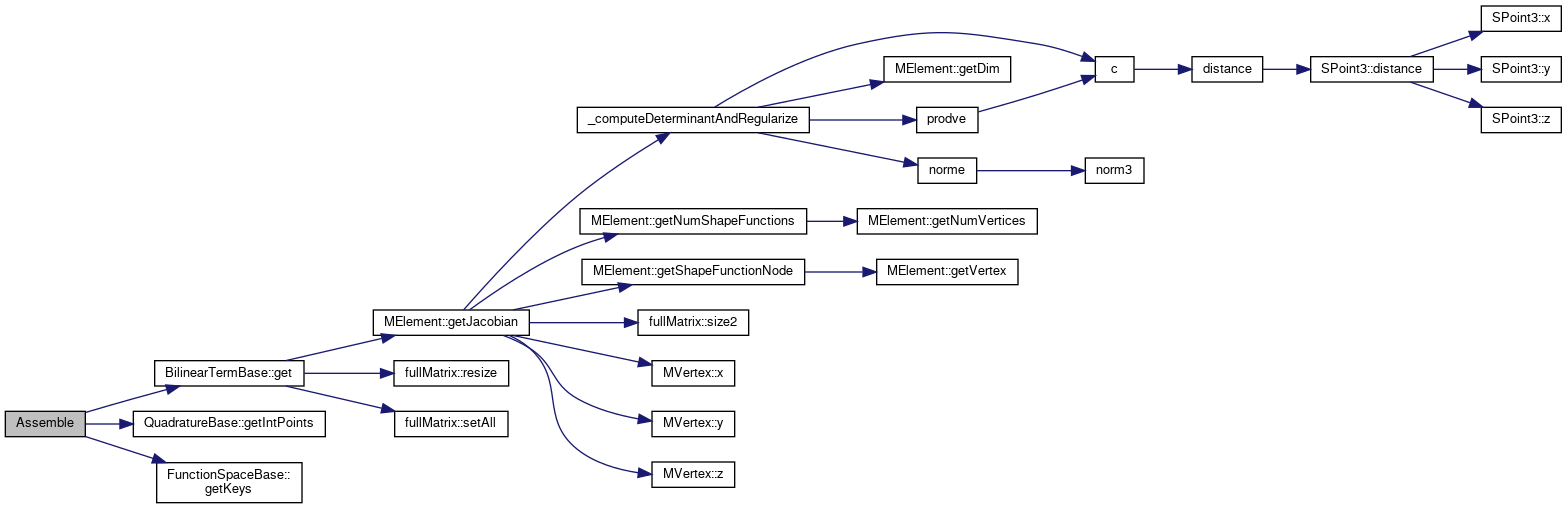 SPoint3::x
MElement::getDim
c
distance
SPoint3::distance
SPoint3::y
_computeDeterminantAndRegularize
prodve
SPoint3::z
norme
norm3
MElement::getNumShapeFunctions
MElement::getNumVertices
MElement::getShapeFunctionNode
MElement::getVertex
MElement::getJacobian
fullMatrix::size2
BilinearTermBase::get
fullMatrix::resize
MVertex::x
Assemble
QuadratureBase::getIntPoints
fullMatrix::setAll
MVertex::y
FunctionSpaceBase::
getKeys
MVertex::z